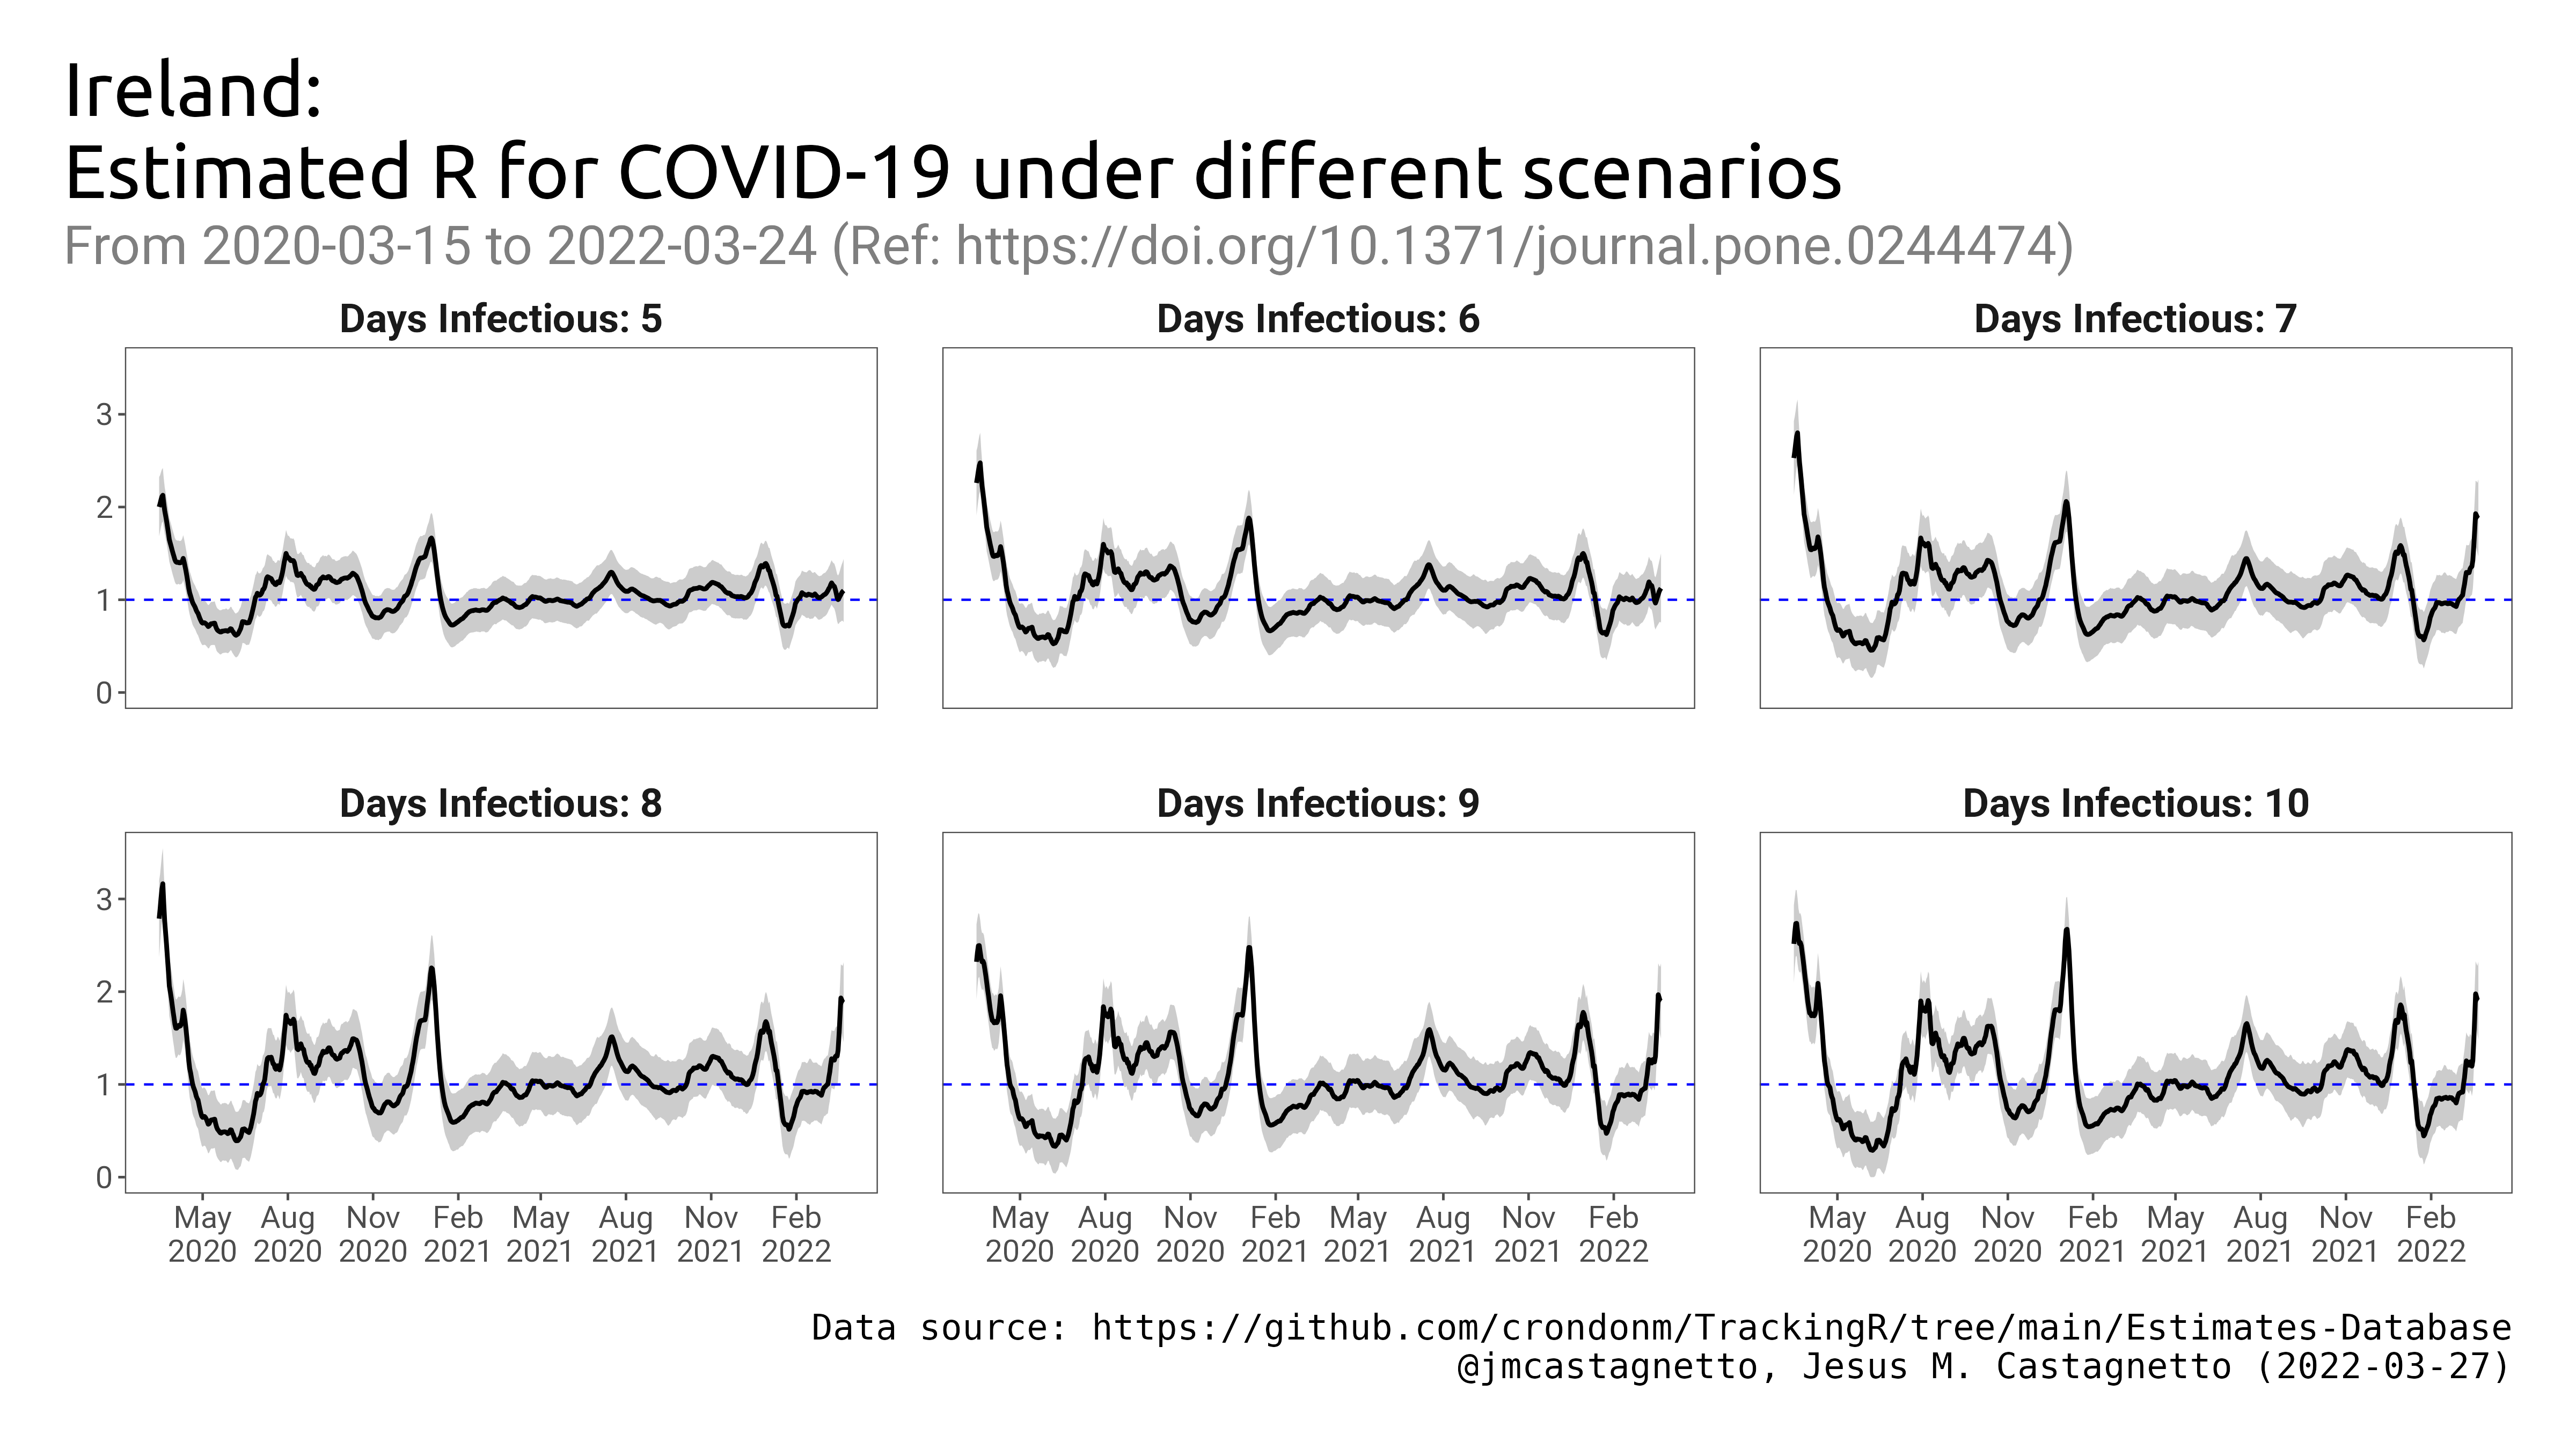 Ireland:
Estimated R for COVID-19 under different scenarios
From 2020-03-15 to 2022-03-24 (Ref: https://doi.org/10.1371/journal.pone.0244474)
Days Infectious: 5
Days Infectious: 6
Days Infectious: 7
3
2
1
0
Days Infectious: 8
Days Infectious: 9
Days Infectious: 10
3
2
1
0
May Aug Nov Feb May Aug Nov Feb
2020 2020 2020 2021 2021 2021 2021 2022
May Aug Nov Feb May Aug Nov Feb
2020 2020 2020 2021 2021 2021 2021 2022
May Aug Nov Feb May Aug Nov Feb
2020 2020 2020 2021 2021 2021 2021 2022
Data source: https://github.com/crondonm/TrackingR/tree/main/Estimates-Database
@jmcastagnetto, Jesus M. Castagnetto (2022-03-27)